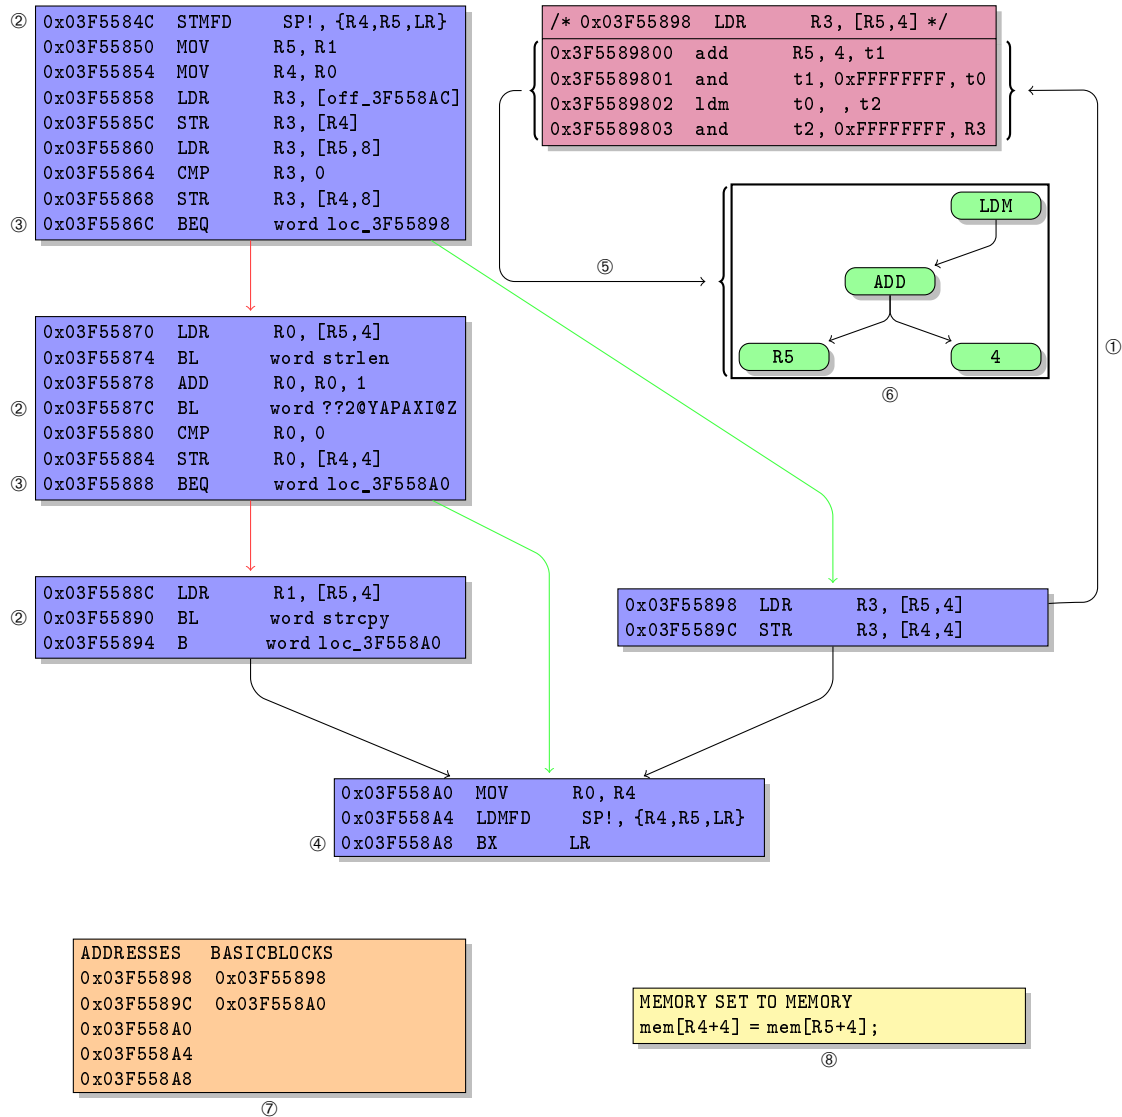 ② 0x03F5584C STMFD SP!, {R4,R5,LR}
0x03F55850 MOV R5, R1
0x03F55854 MOV R4, R0
0x03F55858 LDR R3, [off_3F558AC]
0x03F5585C STR R3, [R4]
0x03F55860 LDR R3, [R5,8]
0x03F55864 CMP R3, 0
0x03F55868 STR R3, [R4,8]
③ 0x03F5586C BEQ word loc_3F55898
/* 0x03F55898 LDR R3, [R5,4] */
0x3F5589800 add R5, 4, t1
0x3F5589801 and t1, 0xFFFFFFFF, t0
0x3F5589802 ldm t0, , t2
0x3F5589803 and t2, 0xFFFFFFFF, R3
①
⑤
LDM
ADD
R5 4
⑥
0x03F55870 LDR R0, [R5,4]
0x03F55874 BL word strlen
0x03F55878 ADD R0, R0, 1
② 0x03F5587C BL word ??2@YAPAXI@Z
0x03F55880 CMP R0, 0
0x03F55884 STR R0, [R4,4]
③ 0x03F55888 BEQ word loc_3F558A0
0x03F5588C LDR R1, [R5,4]
② 0x03F55890 BL word strcpy
0x03F55894 B word loc_3F558A0
0x03F55898 LDR R3, [R5,4]
0x03F5589C STR R3, [R4,4]
0x03F558A0 MOV R0, R4
0x03F558A4 LDMFD SP!, {R4,R5,LR}
④ 0x03F558A8 BX LR
ADDRESSES BASICBLOCKS
0x03F55898 0x03F55898
0x03F5589C 0x03F558A0
0x03F558A0
0x03F558A4
0x03F558A8
⑦
MEMORY SET TO MEMORY
mem[R4+4] = mem[R5+4];
⑧